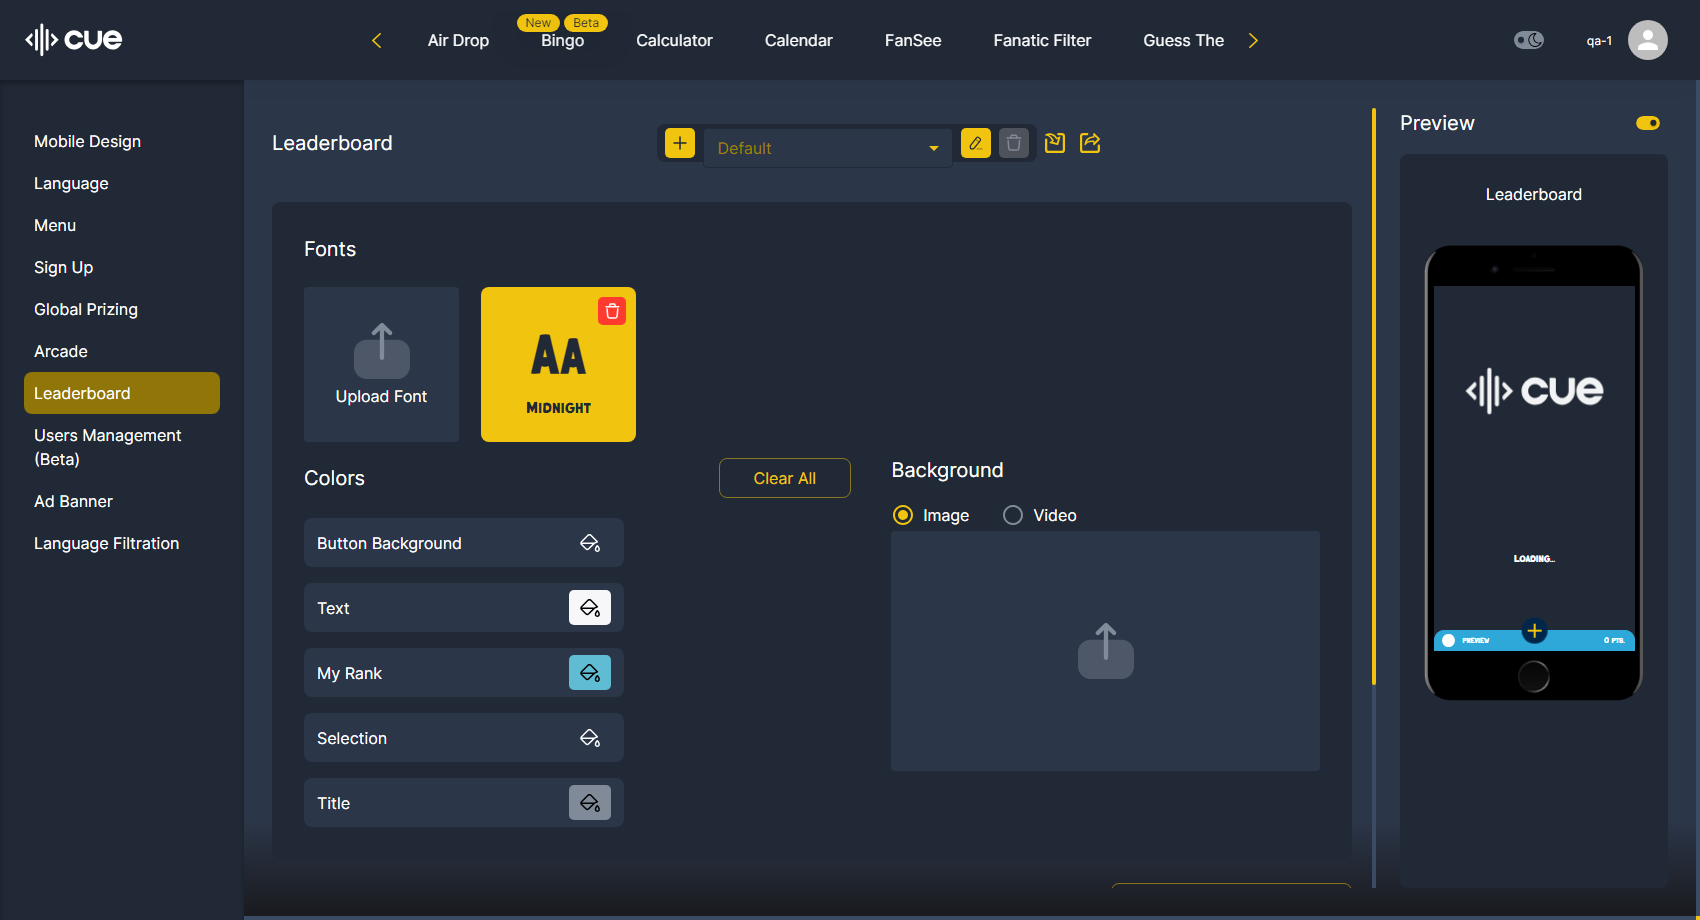 cue
New
Beta
Air Drop
Bingo
Calculator
Calendar
FanSee
Fanatic Filter
Guess The
qa-1
Mobile Design
Language
Menu
Sign Up
Global Prizing
Arcade
Leaderboard
Users Management
(Beta)
Ad Banner
Language Filtration
Leaderboard
Default
Fonts
Upload Font
AA
MIDNIGHT
Colors
Clear All
Button Background
Text
My Rank
Selection
Title
Background
Image
Video
Preview
Leaderboard
cue
LOADING...
PREVIEW
0 PTS.